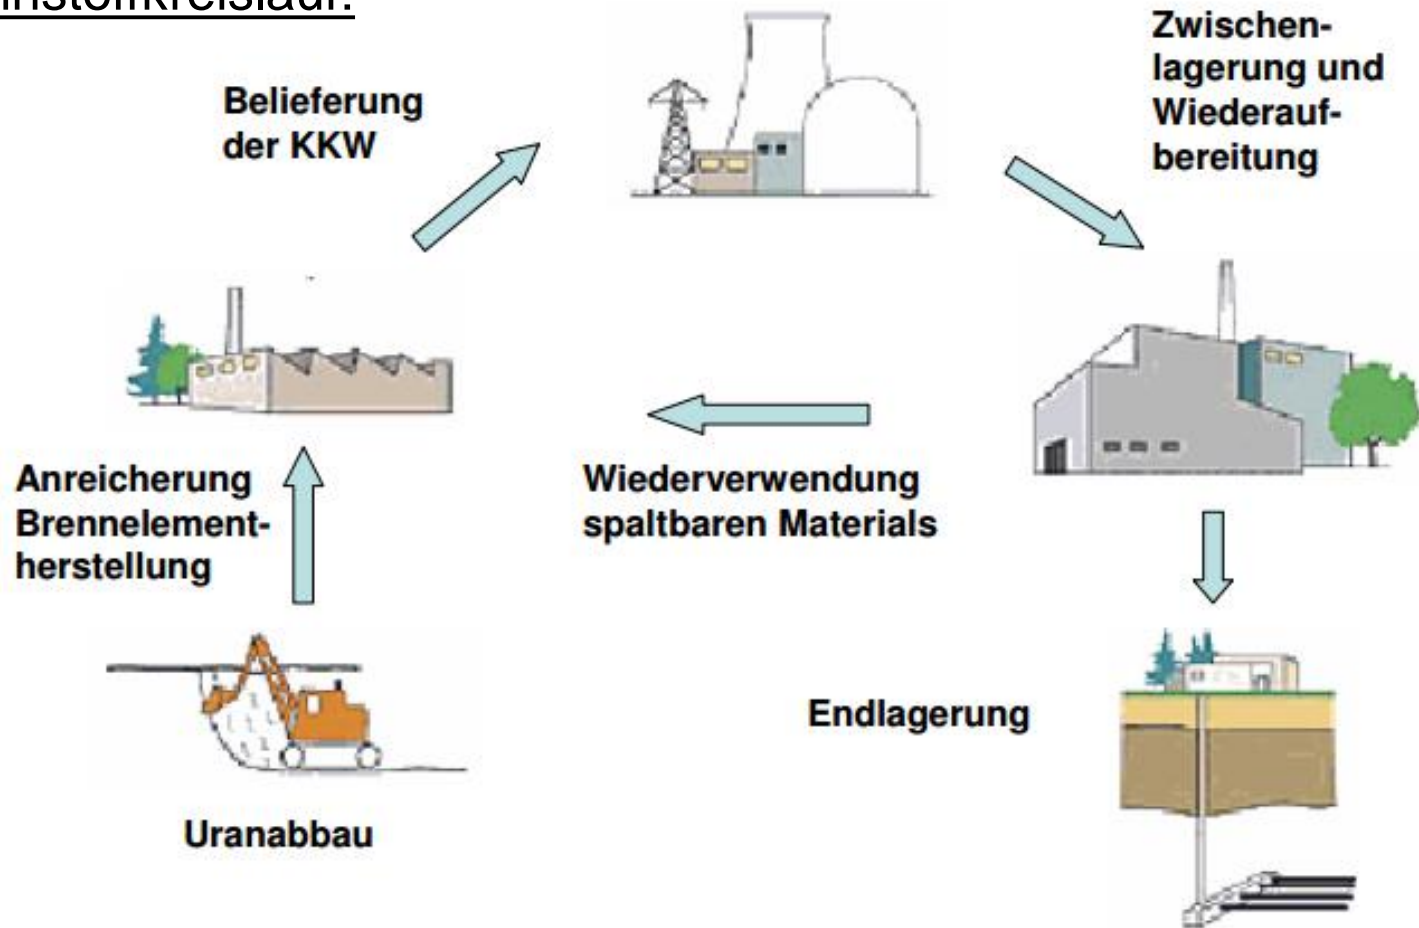 Zwischen-
lagerung und
Wiederauf-
bereitung
Belieferung
der KKW
Anreicherung
Brennelement-
herstellung
Wiederverwendung
spaltbaren Materials
Endlagerung
Uranabbau